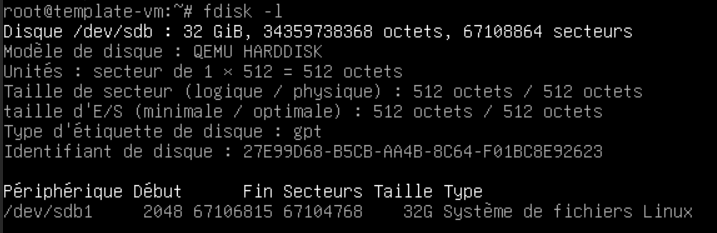 root@template-vm:~# fdisk -l
Disque /dev/sdb : 32 GiB, 34359738368 octets, 67108864 secteurs
Modèle de disque : QEMU HARDDISK
Unités : secteur de 1 × 512 = 512 octets
Taille de secteur (logique / physique) : 512 octets / 512 octets
taille d'E/S (minimale / optimale) : 512 octets / 512 octets
Type d'étiquette de disque : gpt
Identifiant de disque : 27E99D68-B5CB-AA4B-8C64-F01BC8E92623

Périphérique Début      Fin Secteurs Taille Type
/dev/sdb1     2048 67106815 67104768    32G Système de fichiers Linux